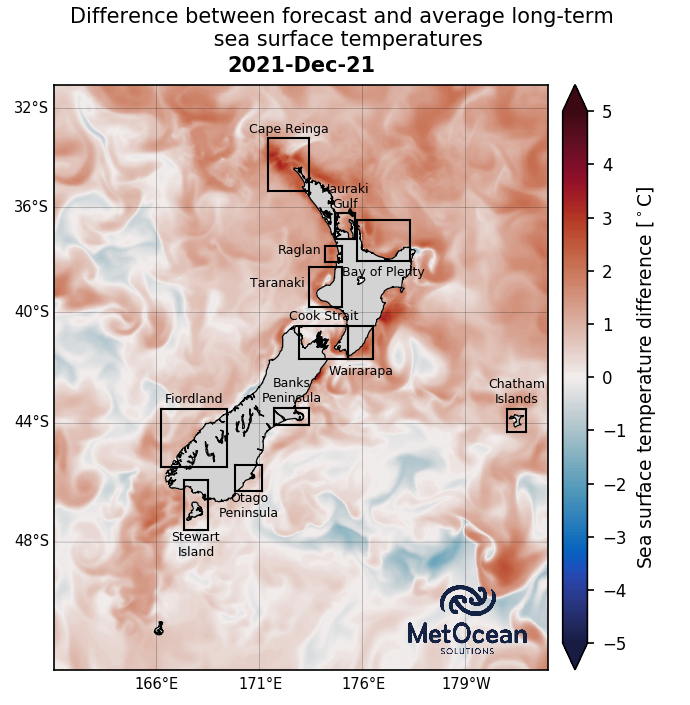 Difference between forecast and average long-term
sea surface temperatures
2021-Dec-21
32°S
36°S
40°S
44°S
48°S
166°E
171°E
176°E
179°W
Cape Reinga
Hauraki
Gulf
Raglan
Bay of Plenty
Taranaki
Cook Strait
Wairarapa
Banks
Peninsula
Fiordland
Chatham
Islands
Otago
Peninsula
Stewart
Island
MetOcean
SOLUTIONS
5
4
3
2
1
0
−1
−2
−3
−4
−5
Sea surface temperature difference [°C]